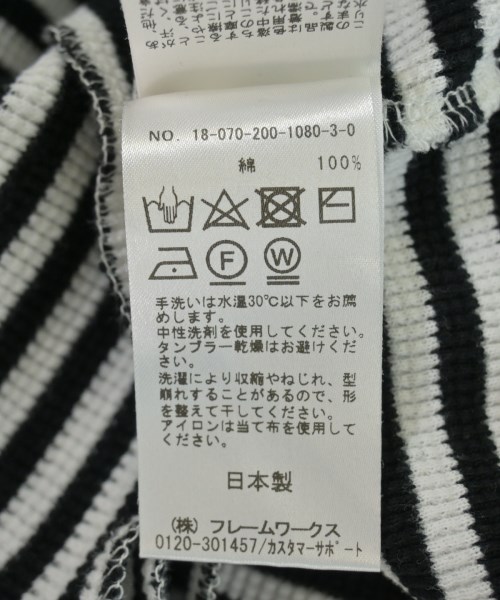 NO. 18-070-200-1080-3-0
綿 100%
F W
手洗いは水温30℃以下をお薦
めします。
中性洗剤を使用してください。
タンブラー乾燥はお避けくだ
さい。
洗濯により収縮やねじれ、型
崩れすることがあるので、形
を整えて干してください。
アイロンは当て布を使用して
ください。
日本製
(株) フレームワークス
0120-301457/カスタマーサポート